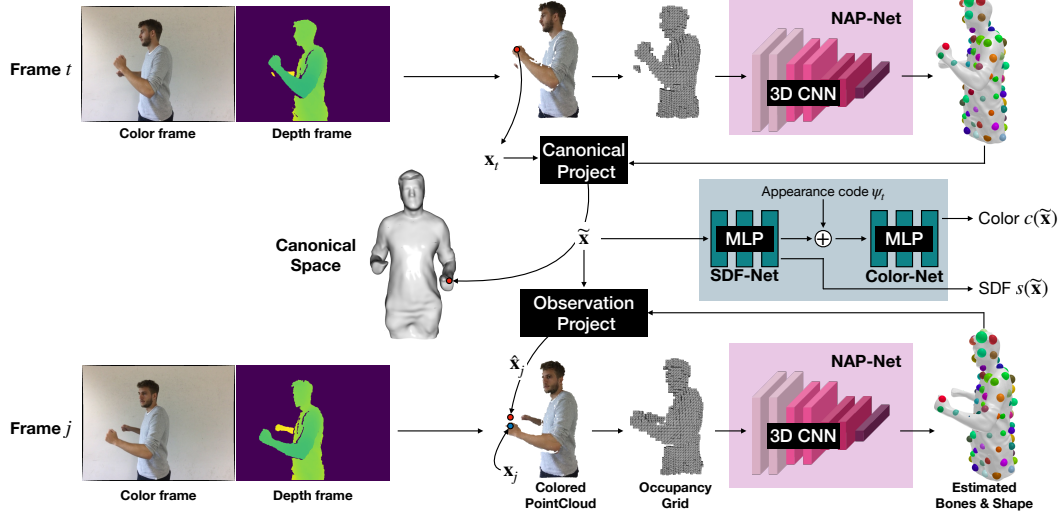 NAP-Net
Frame t
3D CNN
Color frame
Depth frame
x_t
Canonical
Project
Appearance code ψ_t
Color c(x̃)
Canonical
Space
x̃
MLP
MLP
SDF-Net
Color-Net
SDF s(x̃)
Observation
Project
x̂_j
NAP-Net
Frame j
3D CNN
x_j
Color frame
Depth frame
Colored
PointCloud
Occupancy
Grid
Estimated
Bones & Shape